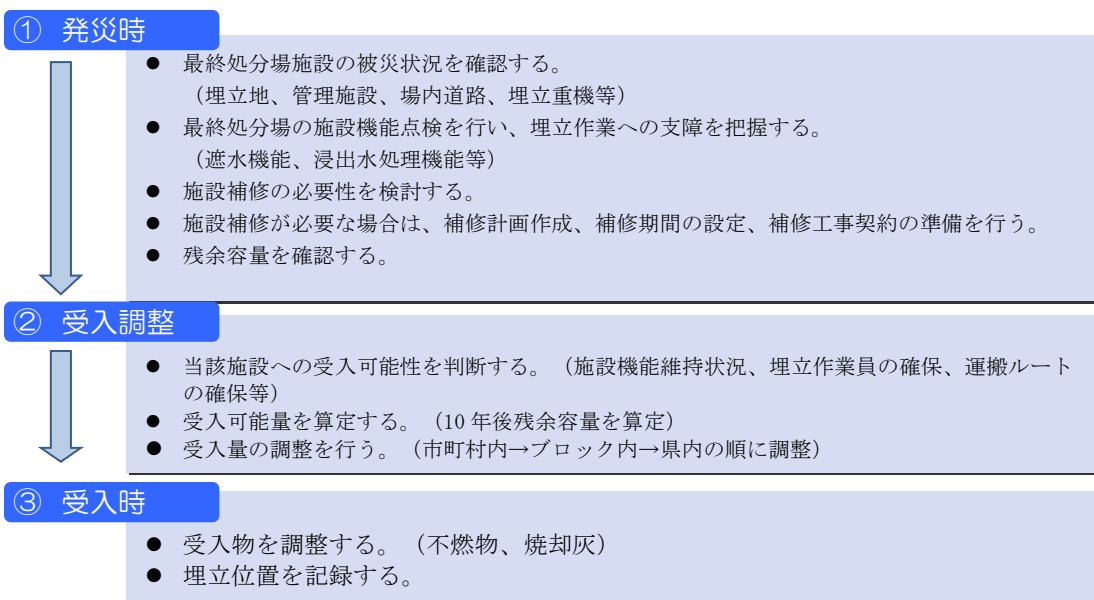 ① 発災時
● 最終処分場施設の被災状況を確認する。
（埋立地、管理施設、場内道路、埋立重機等）
● 最終処分場の施設機能点検を行い、埋立作業への支障を把握する。
（遮水機能、浸出水処理機能等）
● 施設補修の必要性を検討する。
● 施設補修が必要な場合は、補修計画作成、補修期間の設定、補修工事契約の準備を行う。
● 残余容量を確認する。
② 受入調整
● 当該施設への受入可能性を判断する。（施設機能維持状況、埋立作業員の確保、運搬ルート
の確保等）
● 受入可能量を算定する。（10 年後残余容量を算定）
● 受入量の調整を行う。（市町村内→ブロック内→県内の順に調整）
③ 受入時
● 受入物を調整する。（不燃物、焼却灰）
● 埋立位置を記録する。